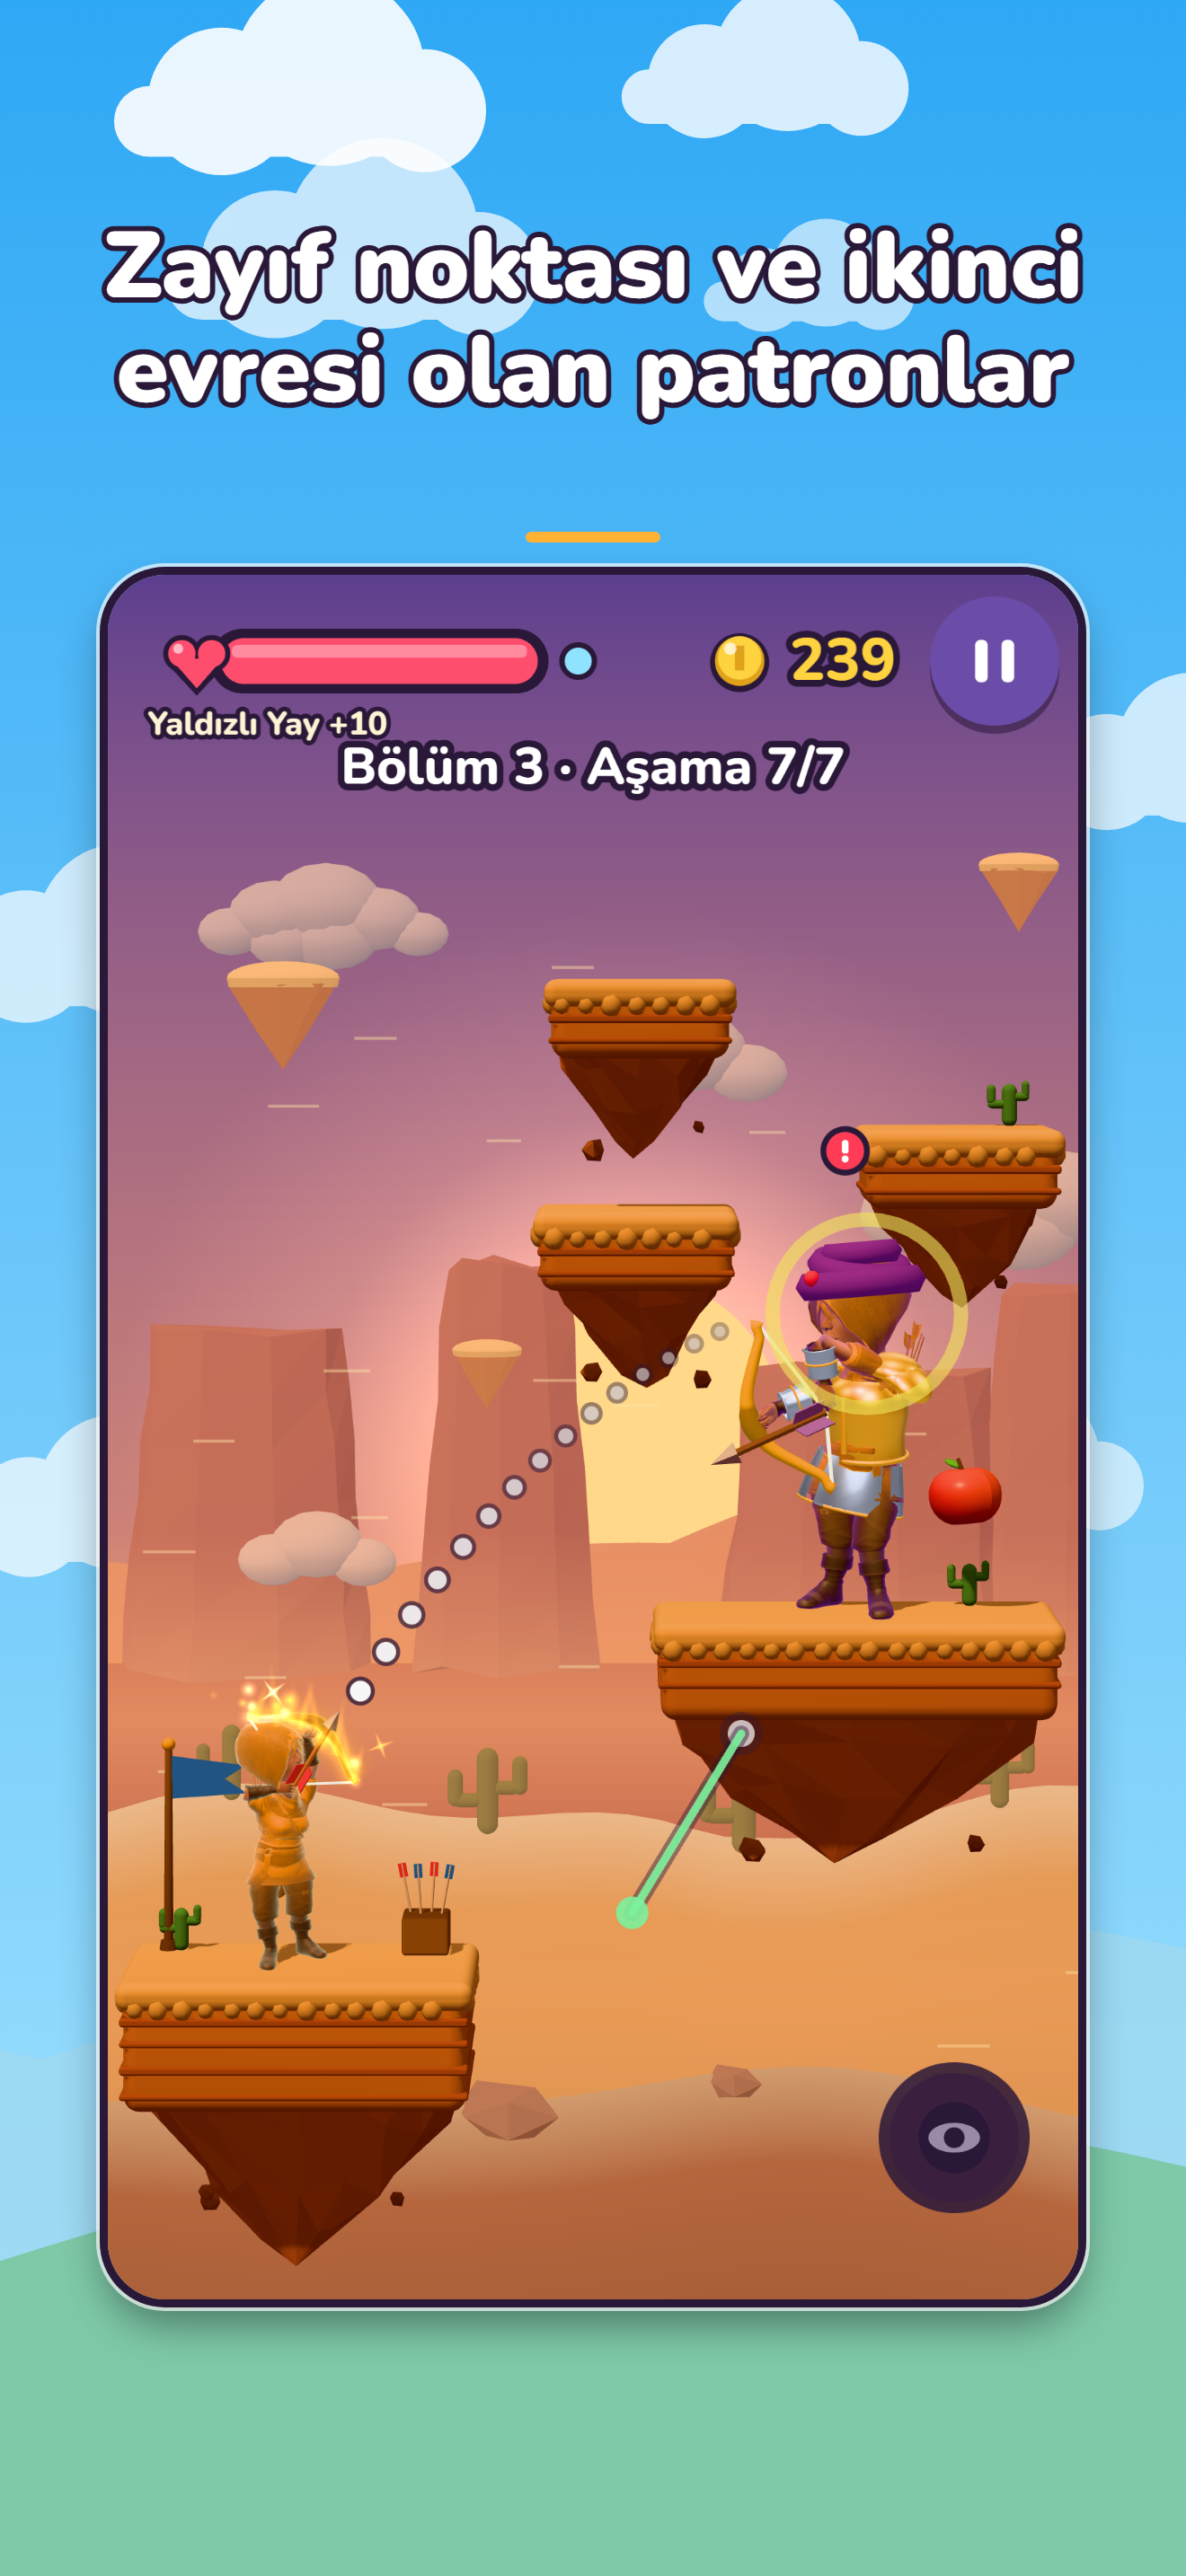 Zayıf noktası ve ikinci
evresi olan patronlar
239
Yaldızlı Yay +10
Bölüm 3 · Aşama 7/7